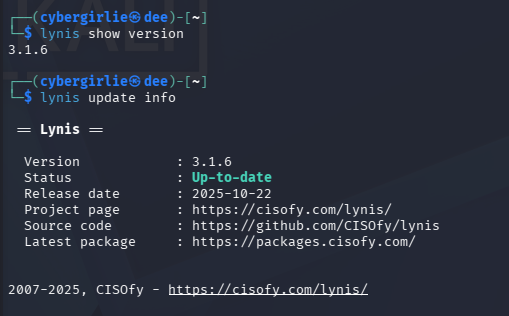 ┌──(cybergirlie㉿dee)-[~]
└─$ lynis show version
3.1.6
┌──(cybergirlie㉿dee)-[~]
└─$ lynis update info
== Lynis ==
Version : 3.1.6
Status : Up-to-date
Release date : 2025-10-22
Project page : https://cisofy.com/lynis/
Source code : https://github.com/CISOfy/lynis
Latest package : https://packages.cisofy.com/
2007-2025, CISOfy - https://cisofy.com/lynis/